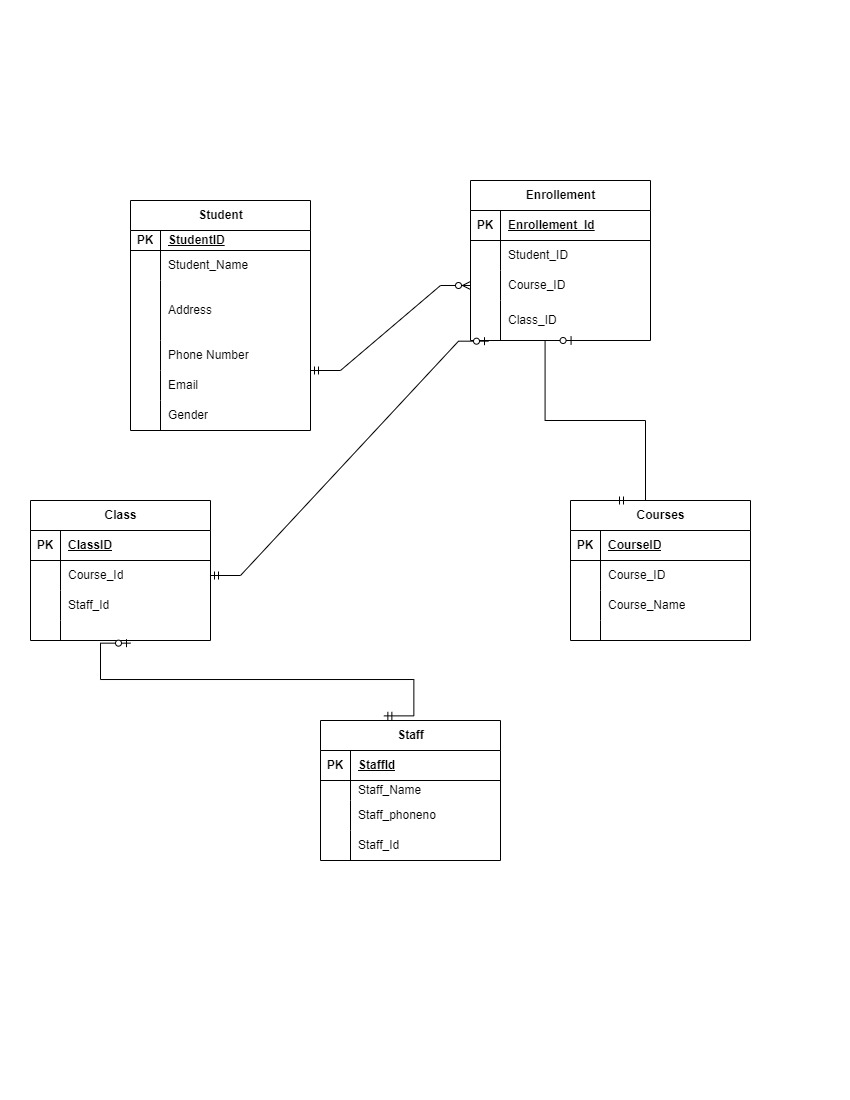 Enrollement
PK Enrollement_Id
Student_ID
Course_ID
Class_ID
Student
PK StudentID
Student_Name
Address
Phone Number
Email
Gender
Class
PK ClassID
Course_Id
Staff_Id
Courses
PK CourseID
Course_ID
Course_Name
Staff
PK StaffId
Staff_Name
Staff_phoneno
Staff_Id